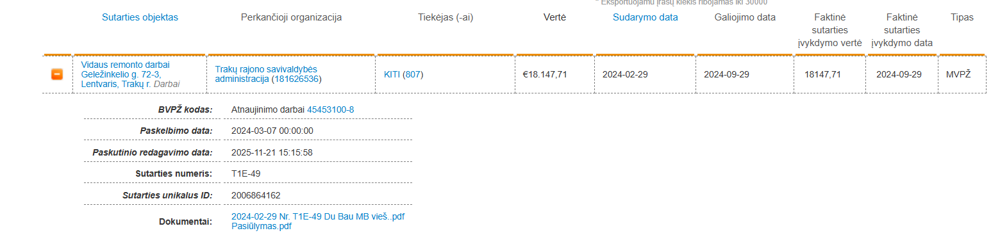 * Eksportuojamų įrašų kiekis ribojamas iki 30000
Sutarties objektas Perkančioji organizacija Tiekėjas (-ai) Vertė Sudarymo data Galiojimo data Faktinė sutarties įvykdymo vertė Faktinė sutarties įvykdymo data Tipas
Vidaus remonto darbai
Geležinkelio g. 72-3,
Lentvaris, Trakų r. Darbai
Trakų rajono savivaldybės
administracija (181626536)
KITI (807)
€18.147,71
2024-02-29
2024-09-29
18147,71
2024-09-29
MVPŽ
BVPŽ kodas: Atnaujinimo darbai 45453100-8
Paskelbimo data: 2024-03-07 00:00:00
Paskutinio redagavimo data: 2025-11-21 15:15:58
Sutarties numeris: T1E-49
Sutarties unikalus ID: 2006864162
Dokumentai: 2024-02-29 Nr. T1E-49 Du Bau MB vieš..pdf
Pasiūlymas.pdf